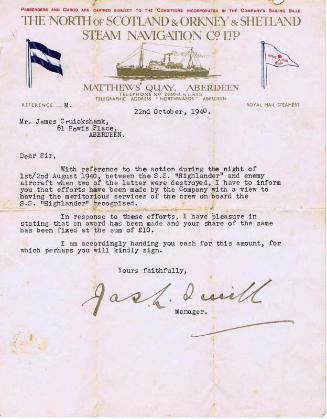 PASSENGERS AND CARGO ARE CARRIED SUBJECT TO THE CONDITIONS INCORPORATED IN THE COMPANY'S SAILING BILLS.
THE NORTH OF SCOTLAND & ORKNEY & SHETLAND
STEAM NAVIGATION CO LTD
MATTHEWS' QUAY, ABERDEEN
TELEPHONE No
TELEGRAPHIC ADDRESS "NORTHWARDS" ABERDEEN
REFERENCE M. ROYAL MAIL STEAMERS
22nd October, 1940.
Mr. James Cruickshank,
61 Powis Place,
ABERDEEN.
Dear Sir,
With reference to the action during the night of
1st/2nd August 1940, between the S.S. "Highlander" and enemy
aircraft when two of the latter were destroyed, I have to inform
you that efforts have been made by the Company with a view to
having the meritorious services of the crew on board the
S.S. "Highlander" recognised.
In response to these efforts, I have pleasure in
stating that an award has been made and your share of the same
has been fixed at the sum of £10.
I am accordingly handing you cash for this amount, for
which perhaps you will kindly sign.
Yours faithfully,
Manager.